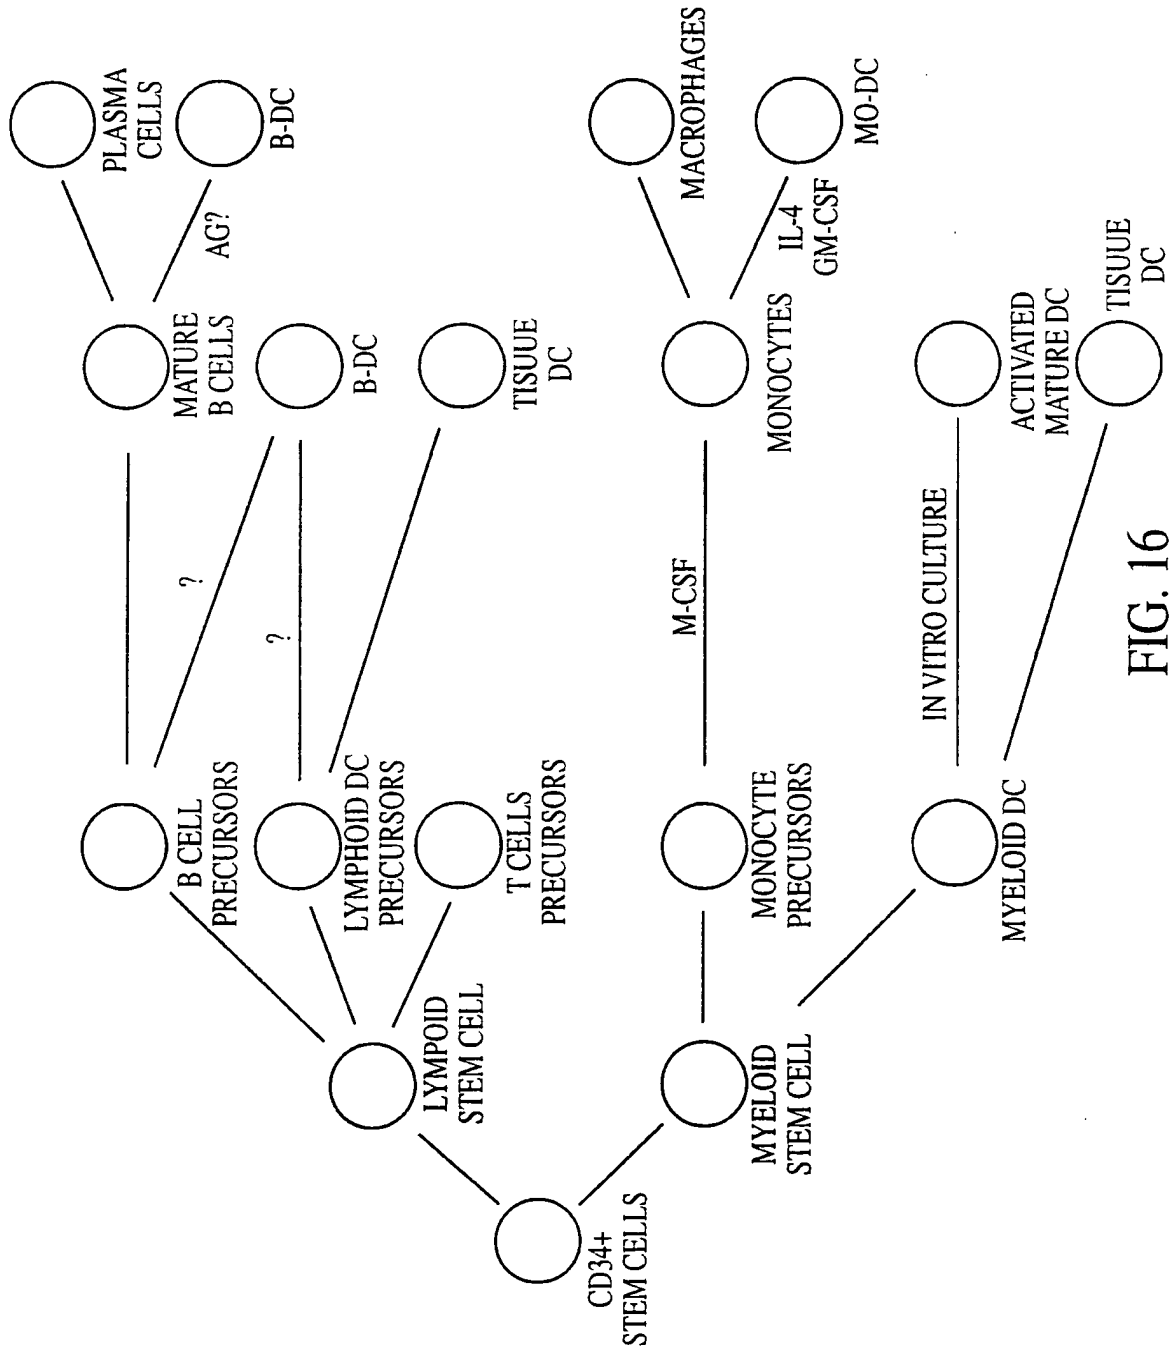 CD34+
STEM CELLS
LYMPOID
STEM CELL
MYELOID
STEM CELL
B CELL
PRECURSORS
LYMPHOID DC
PRECURSORS
T CELLS
PRECURSORS
MONOCYTE
PRECURSORS
MYELOID DC
?
?
M-CSF
IN VITRO CULTURE
MATURE
B CELLS
B-DC
TISUUE
DC
MONOCYTES
ACTIVATED
MATURE DC
TISUUE
DC
AG?
IL-4
GM-CSF
PLASMA
CELLS
B-DC
MACROPHAGES
MO-DC
FIG. 16